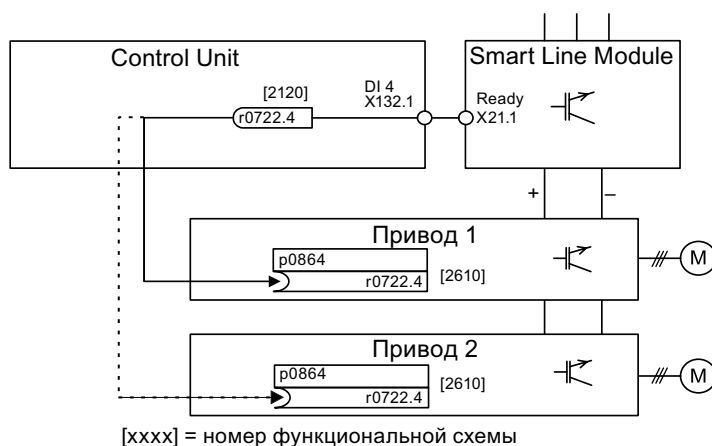 Control Unit
Smart Line Module
[2120]
DI 4
X132.1
Ready
X21.1
r0722.4
+
–
Привод 1
p0864
r0722.4
[2610]
M
Привод 2
p0864
r0722.4
[2610]
M
[xxxx] = номер функциональной схемы